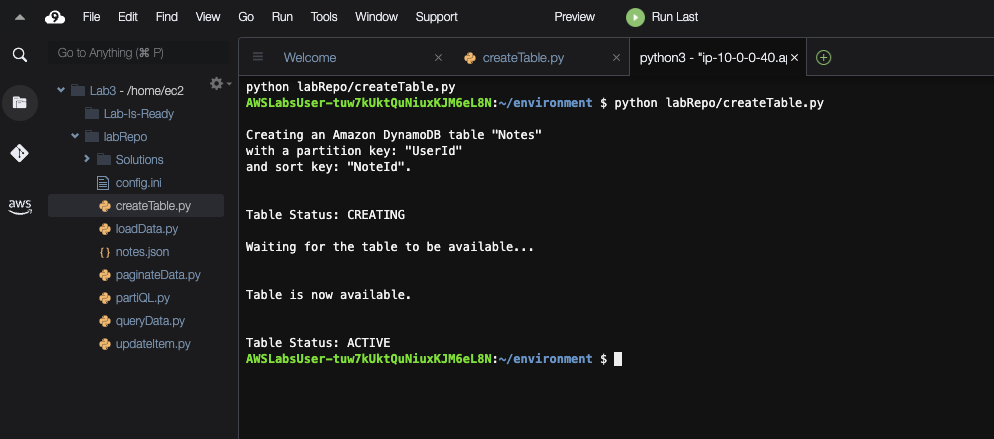 File Edit Find View Go Run Tools Window Support Preview Run Last
Go to Anything (⌘ P)
Lab3 - /home/ec2
Lab-Is-Ready
labRepo
Solutions
config.ini
createTable.py
loadData.py
notes.json
paginateData.py
partiQL.py
queryData.py
updateItem.py
aws
Welcome
createTable.py
python3 - "ip-10-0-0-40.ap
python labRepo/createTable.py
AWSLabsUser-tuw7kUktQuNiuxKJM6eL8N:~/environment $ python labRepo/createTable.py
Creating an Amazon DynamoDB table "Notes"
with a partition key: "UserId"
and sort key: "NoteId".
Table Status: CREATING
Waiting for the table to be available...
Table is now available.
Table Status: ACTIVE
AWSLabsUser-tuw7kUktQuNiuxKJM6eL8N:~/environment $